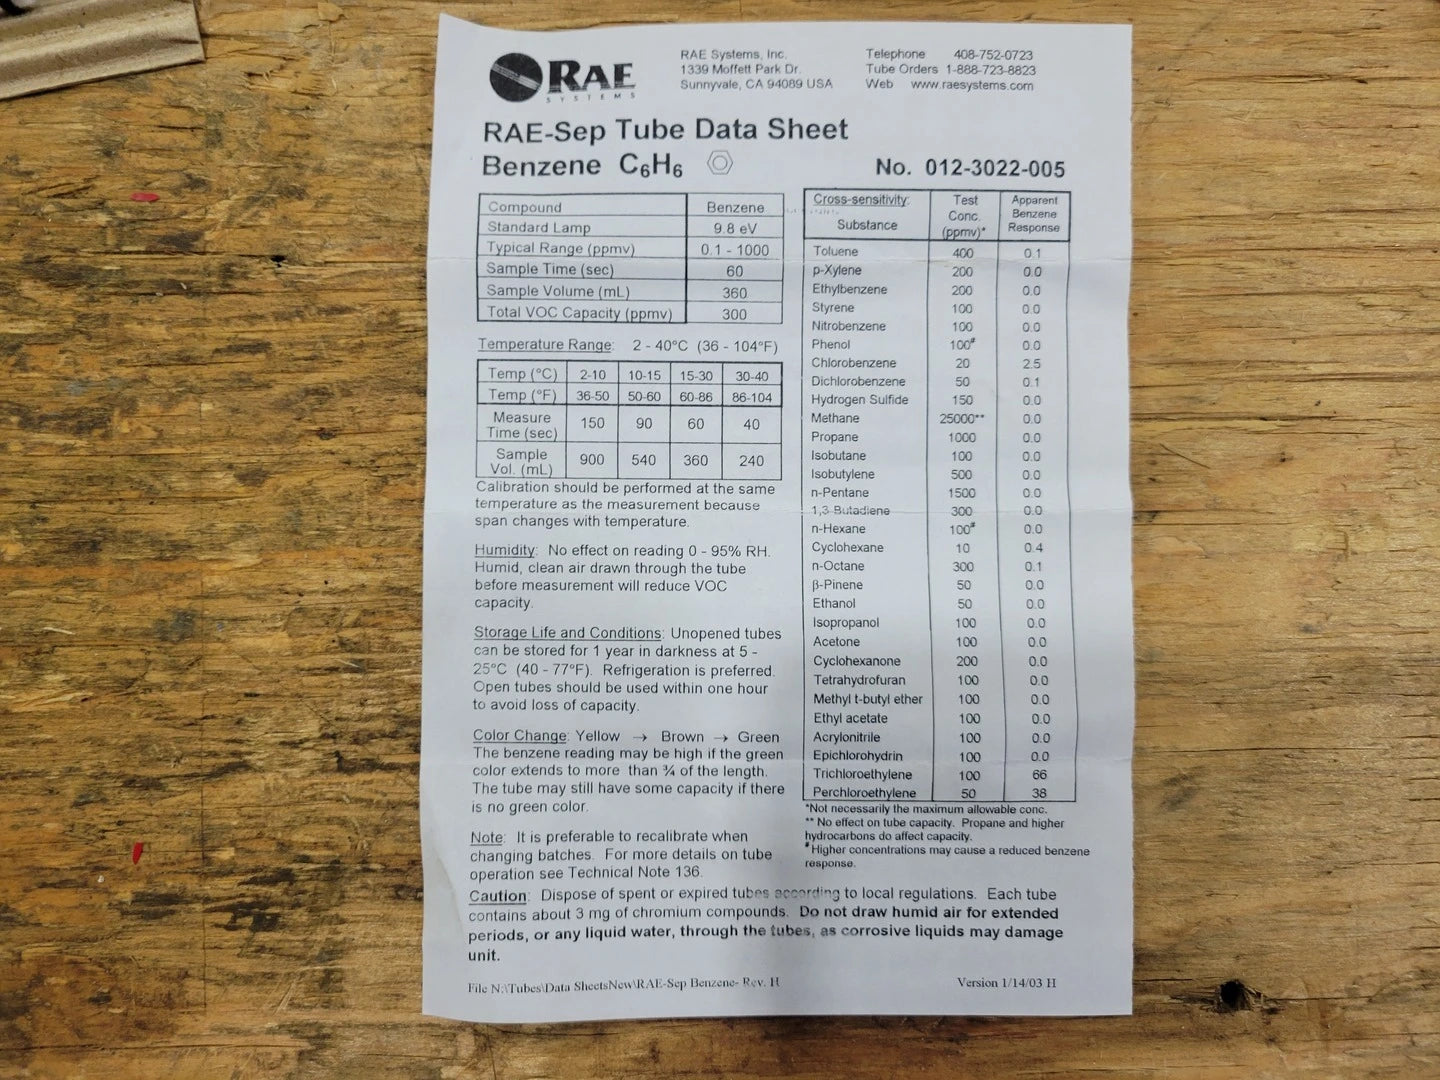 RAE
SYSTEMS
RAE Systems, Inc.
1339 Moffett Park Dr.
Sunnyvale, CA 94089 USA
Telephone 408-752-0723
Tube Orders 1-888-723-8823
Web www.raesystems.com
RAE-Sep Tube Data Sheet
Benzene C₆H₆
No. 012-3022-005
Compound Benzene
Standard Lamp 9.8 eV
Typical Range (ppmv) 0.1 - 1000
Sample Time (sec) 60
Sample Volume (mL) 360
Total VOC Capacity (ppmv) 300
Temperature Range: 2 - 40°C (36 - 104°F)
Temp (°C) 2-10 10-15 15-30 30-40
Temp (°F) 36-50 50-60 60-86 86-104
Measure
Time (sec) 150 90 60 40
Sample
Vol. (mL) 900 540 360 240
Calibration should be performed at the same
temperature as the measurement because
span changes with temperature.
Humidity: No effect on reading 0 - 95% RH.
Humid, clean air drawn through the tube
before measurement will reduce VOC
capacity.
Storage Life and Conditions: Unopened tubes
can be stored for 1 year in darkness at 5 -
25°C (40 - 77°F). Refrigeration is preferred.
Open tubes should be used within one hour
to avoid loss of capacity.
Color Change: Yellow → Brown → Green
The benzene reading may be high if the green
color extends to more than ¾ of the length.
The tube may still have some capacity if there
is no green color.
Note: It is preferable to recalibrate when
changing batches. For more details on tube
operation see Technical Note 136.
Cross-sensitivity:
Substance
Test
Conc.
(ppmv)*
Apparent
Benzene
Response
Toluene 400 0.1
p-Xylene 200 0.0
Ethylbenzene 200 0.0
Styrene 100 0.0
Nitrobenzene 100 0.0
Phenol 100# 0.0
Chlorobenzene 20 2.5
Dichlorobenzene 50 0.1
Hydrogen Sulfide 150 0.0
Methane 25000** 0.0
Propane 1000 0.0
Isobutane 100 0.0
Isobutylene 500 0.0
n-Pentane 1500 0.0
1,3-Butadiene 300 0.0
n-Hexane 100# 0.0
Cyclohexane 10 0.4
n-Octane 300 0.1
β-Pinene 50 0.0
Ethanol 50 0.0
Isopropanol 100 0.0
Acetone 100 0.0
Cyclohexanone 200 0.0
Tetrahydrofuran 100 0.0
Methyl t-butyl ether 100 0.0
Ethyl acetate 100 0.0
Acrylonitrile 100 0.0
Epichlorohydrin 100 0.0
Trichloroethylene 100 66
Perchloroethylene 50 38
*Not necessarily the maximum allowable conc.
** No effect on tube capacity. Propane and higher
hydrocarbons do affect capacity.
#Higher concentrations may cause a reduced benzene
response.
Caution: Dispose of spent or expired tubes according to local regulations. Each tube
contains about 3 mg of chromium compounds. Do not draw humid air for extended
periods, or any liquid water, through the tubes, as corrosive liquids may damage
unit.
File N:\Tubes\Data SheetsNew\RAE-Sep Benzene- Rev. H
Version 1/14/03 H